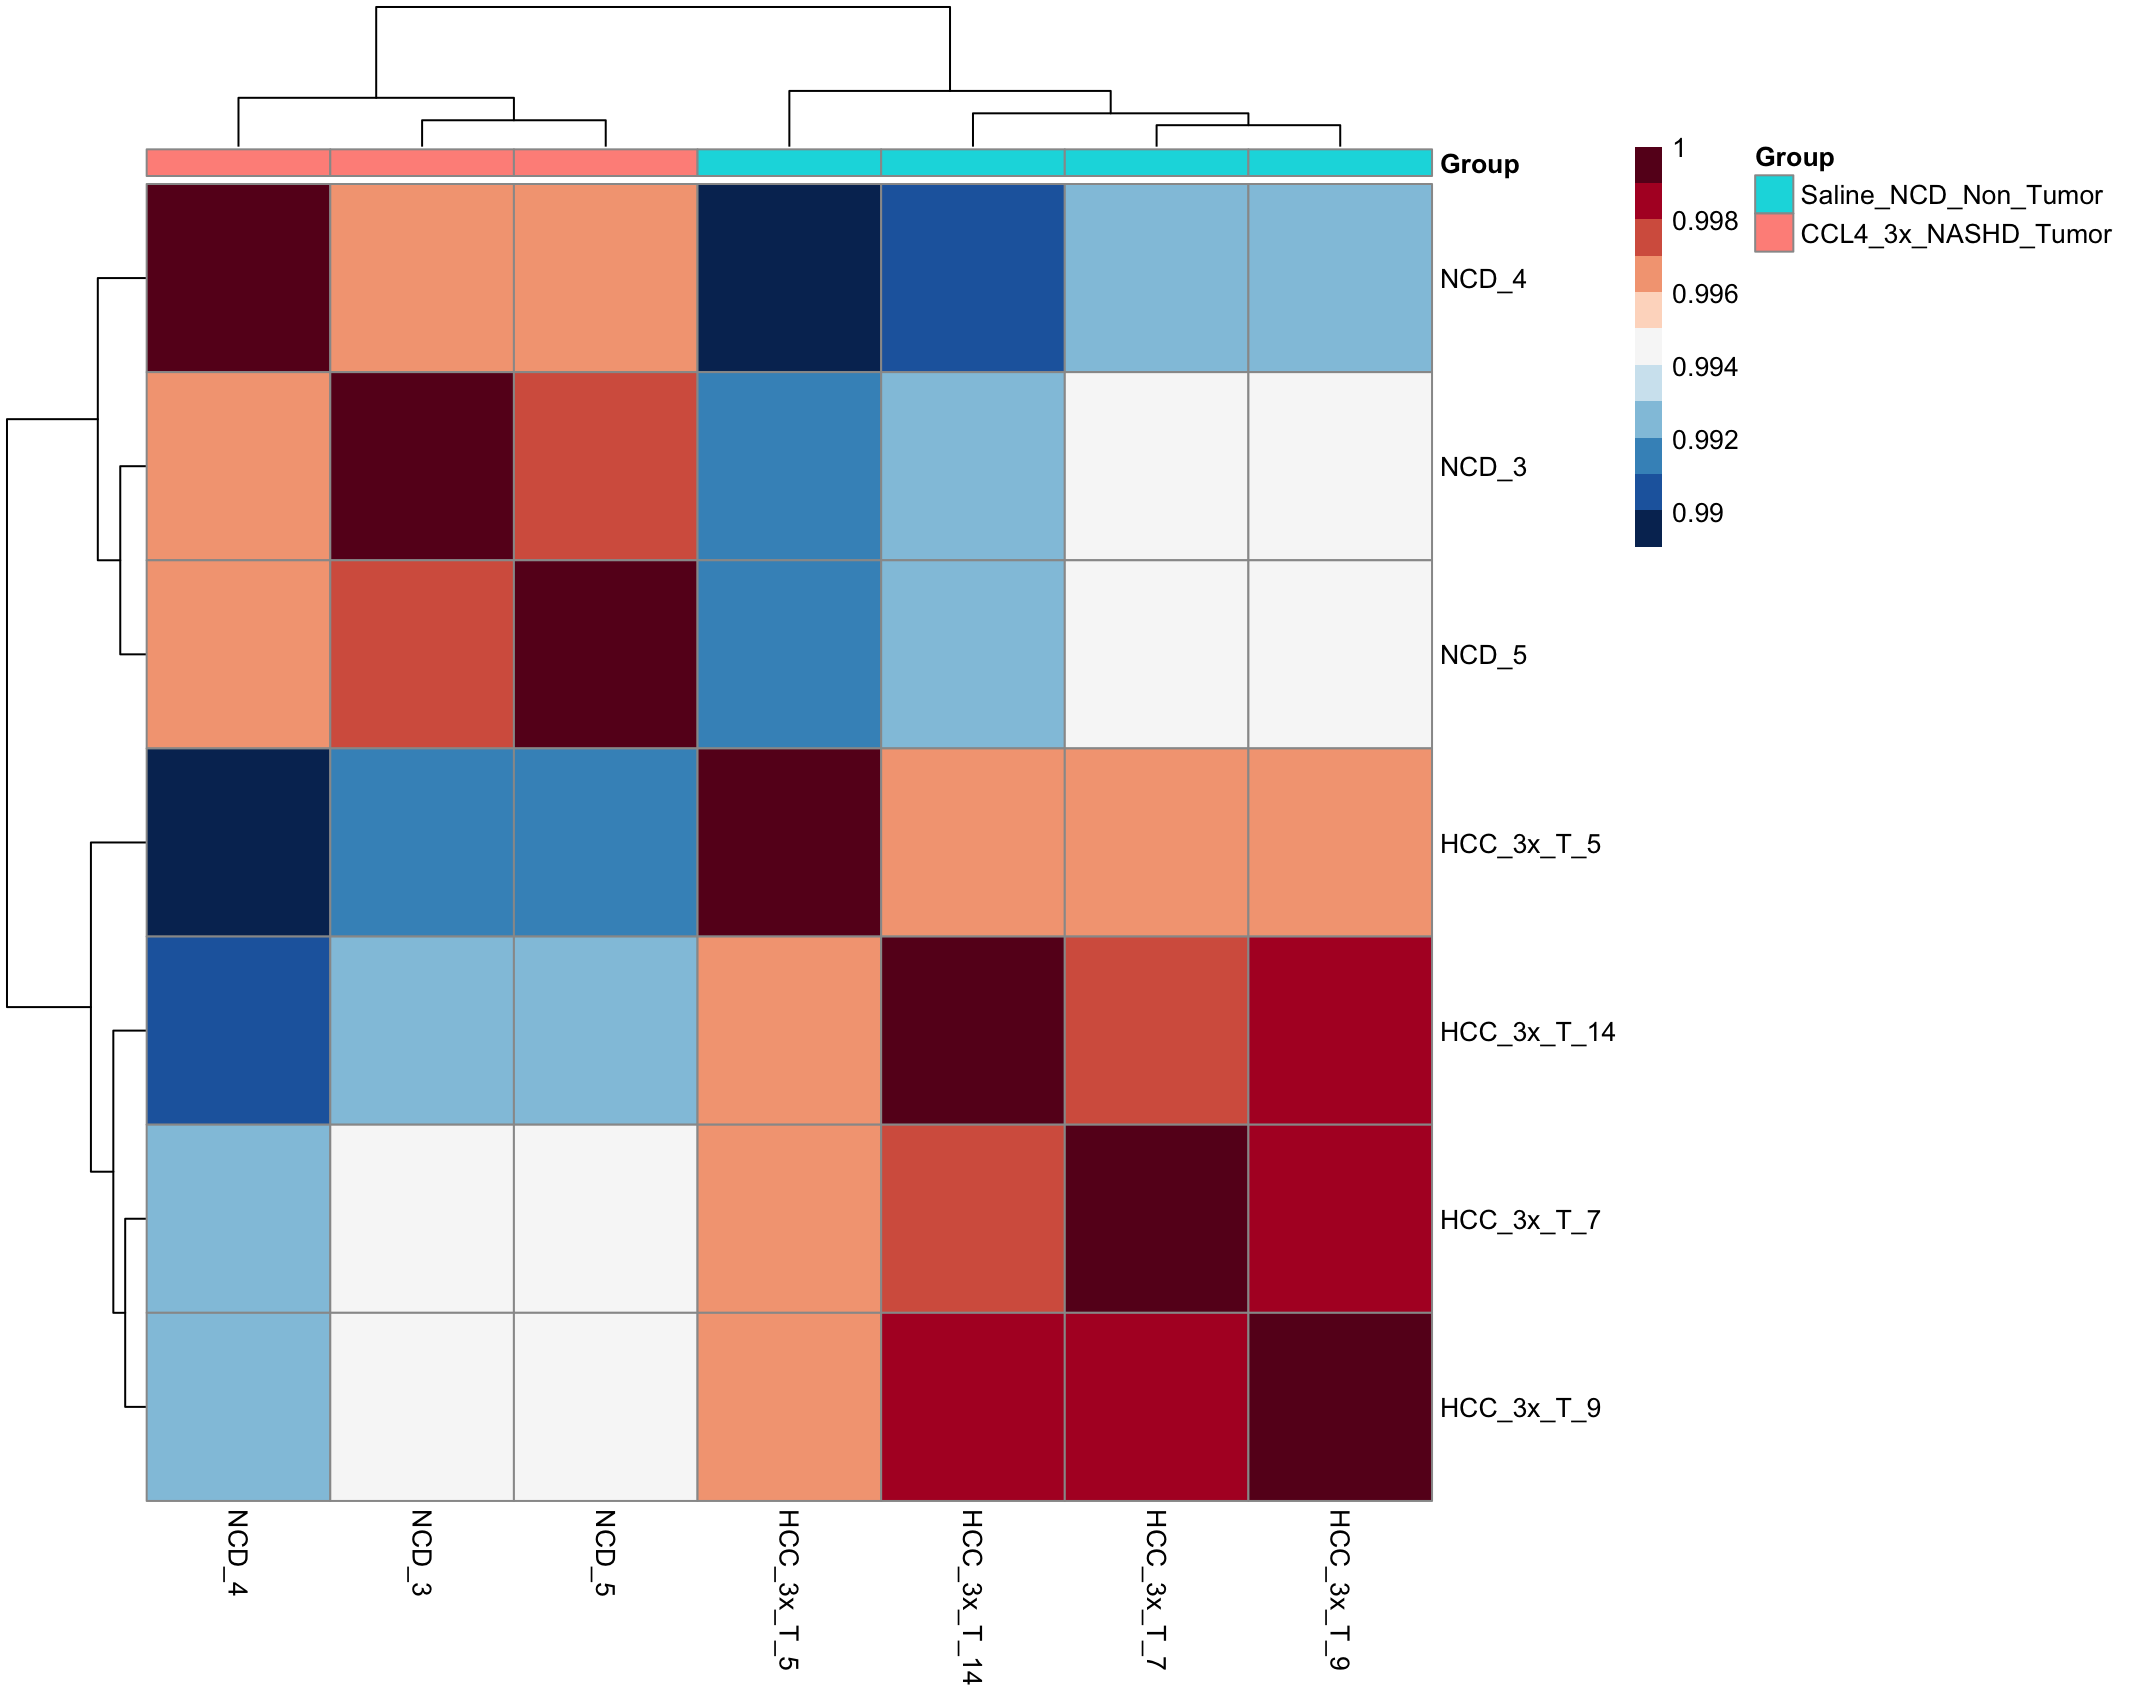 Group
1
0.998
0.996
0.994
0.992
0.99
Group
Saline_NCD_Non_Tumor
CCL4_3x_NASHD_Tumor
NCD_4
NCD_3
NCD_5
HCC_3x_T_5
HCC_3x_T_14
HCC_3x_T_7
HCC_3x_T_9
NCD_4
NCD_3
NCD_5
HCC_3x_T_5
HCC_3x_T_14
HCC_3x_T_7
HCC_3x_T_9